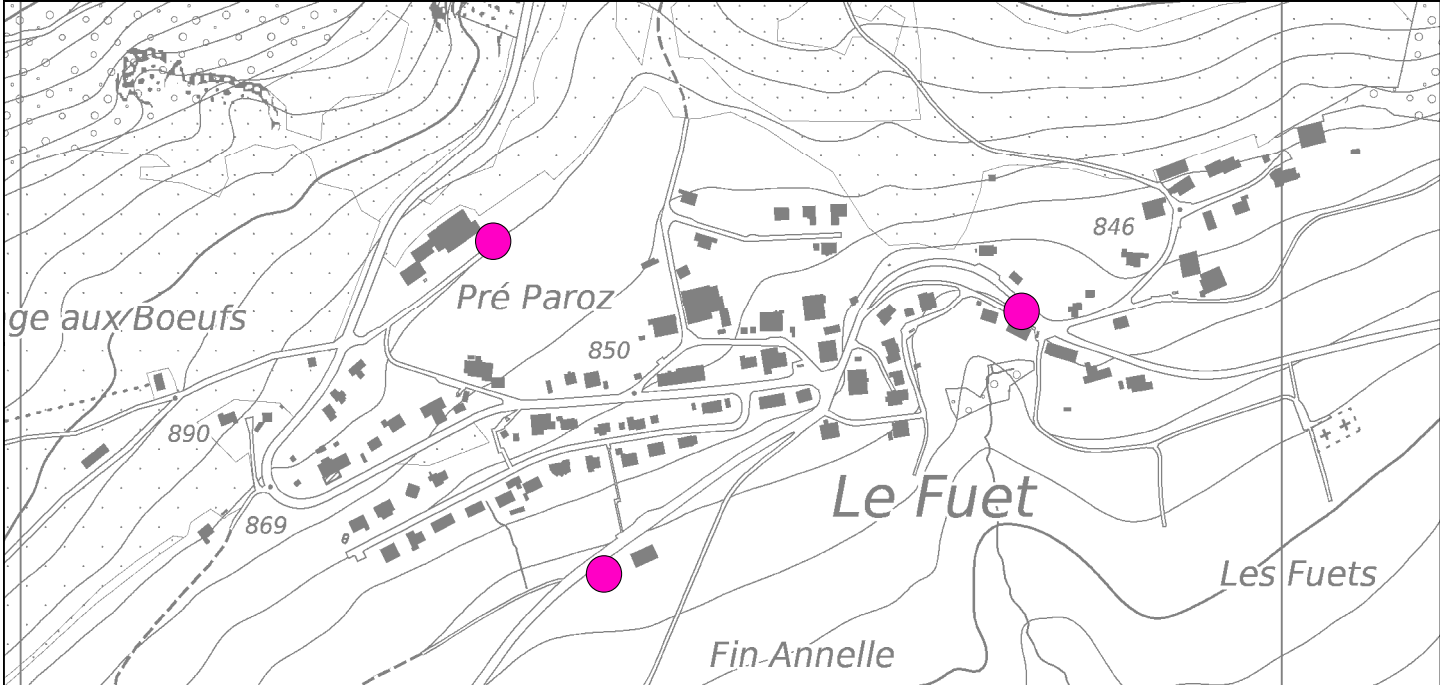 846
Pré Paroz
ge aux Boeufs
850
890
Le Fuet
869
Les Fuets
Fin Annelle